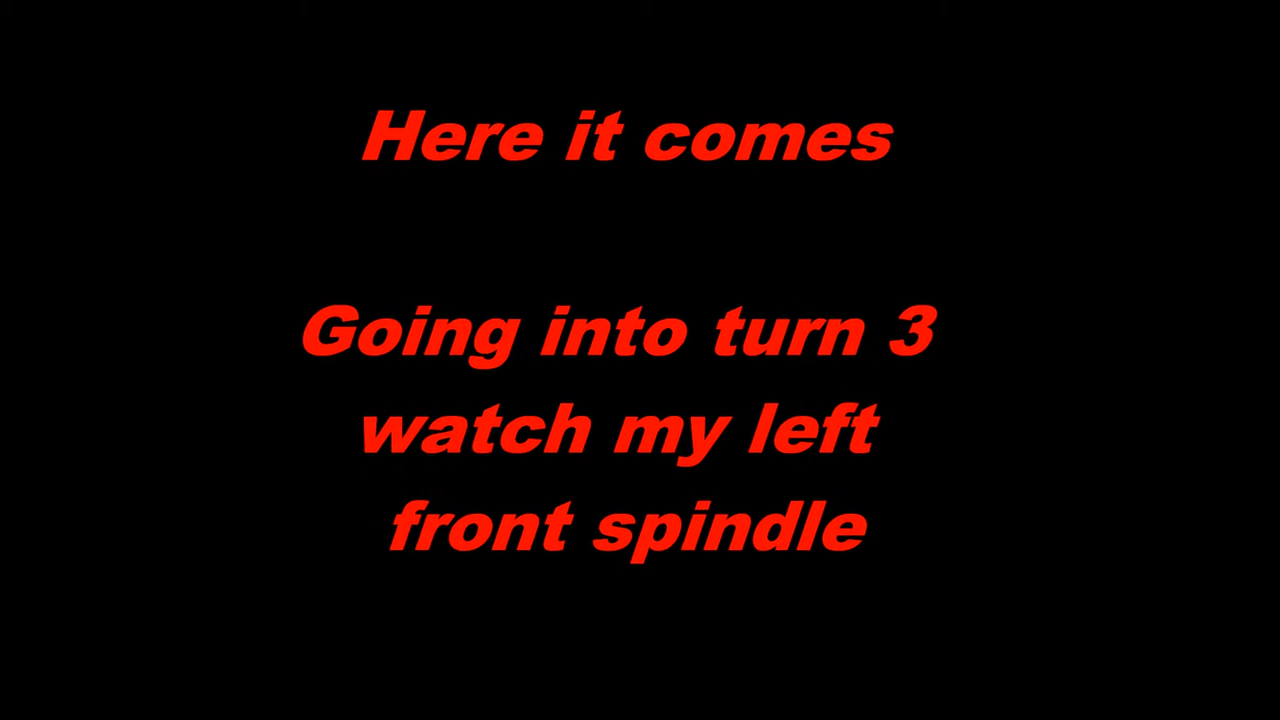 Here it comes
Going into turn 3
watch my left
front spindle